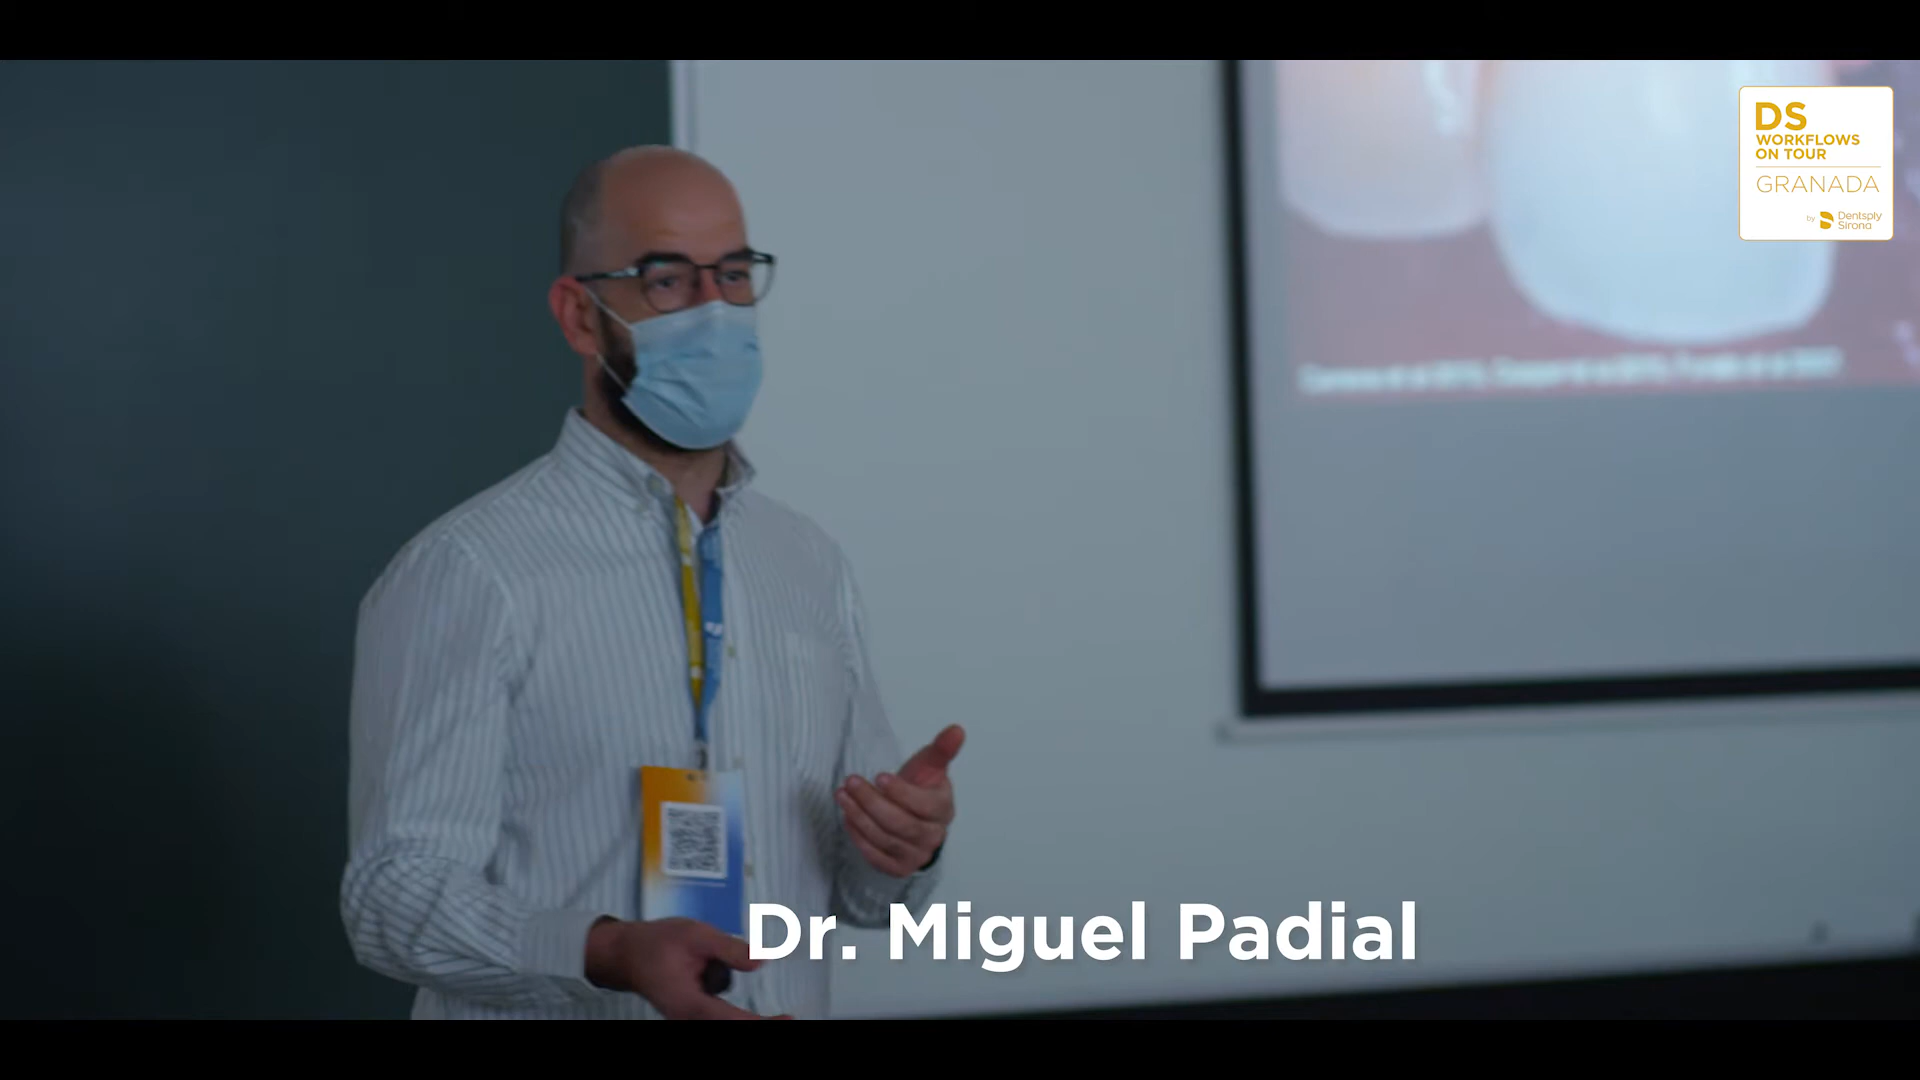 DS
WORKFLOWS
ON TOUR
GRANADA
by Dentsply
Sirona
Dr. Miguel Padial